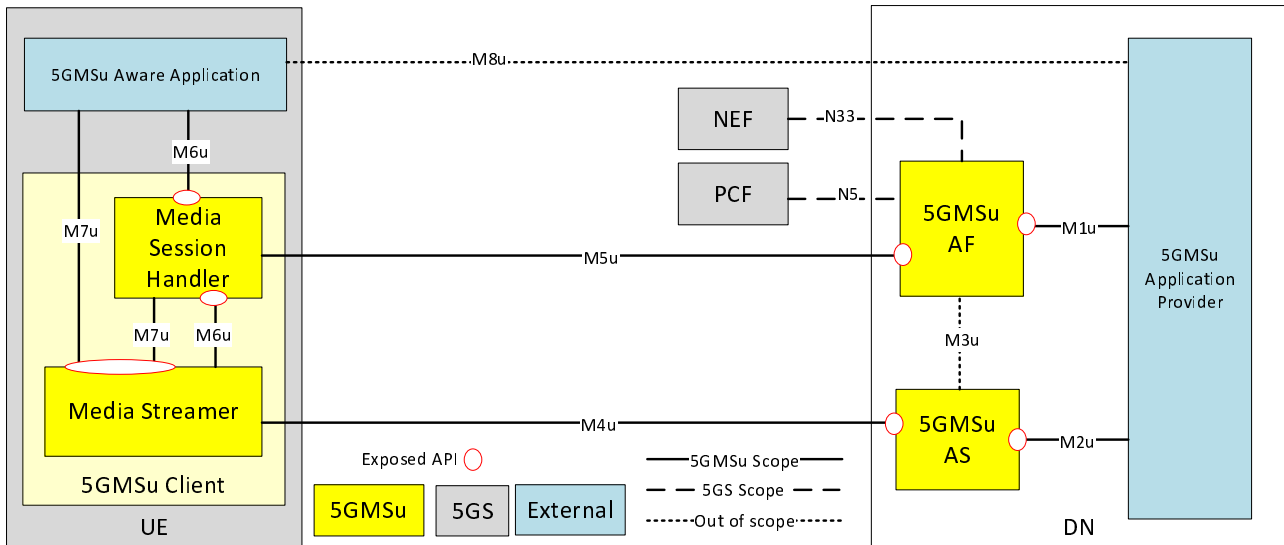 5GMSu Aware Application
M8u
NEF
N33
PCF
N5
M6u
M7u
Media
Session
Handler
M5u
5GMSu
AF
M1u
5GMSu
Application
Provider
M7u
M6u
M3u
Media Streamer
M4u
5GMSu
AS
M2u
5GMSu Client
UE
Exposed API
5GMSu
5GS
External
5GMSu Scope
5GS Scope
Out of scope
DN